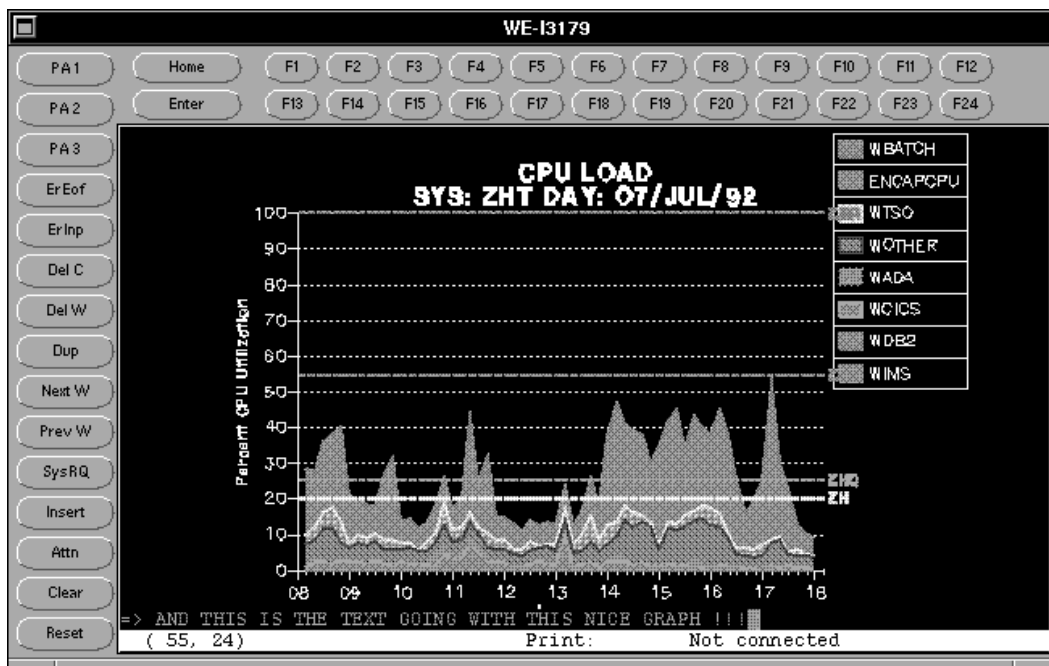 WE-I3179
PA1 Home F1 F2 F3 F4 F5 F6 F7 F8 F9 F10 F11 F12
PA2 Enter F13 F14 F15 F16 F17 F18 F19 F20 F21 F22 F23 F24
PA3
ErEof
ErInp
Del C
Del W
Dup
Next W
Prev W
SysRQ
Insert
Attn
Clear
Reset
CPU LOAD
SYS: ZHT DAY: 07/JUL/92
Percent CPU Utilization
100
90
80
70
60
50
40
30
20
10
0
08 09 10 11 12 13 14 15 16 17 18
ZHQ
ZH
WBATCH
ENCAPCPU
WTSO
WOTHER
WADA
WCICS
WDB2
WIMS
=> AND THIS IS THE TEXT GOING WITH THIS NICE GRAPH !!!
( 55, 24) Print: Not connected